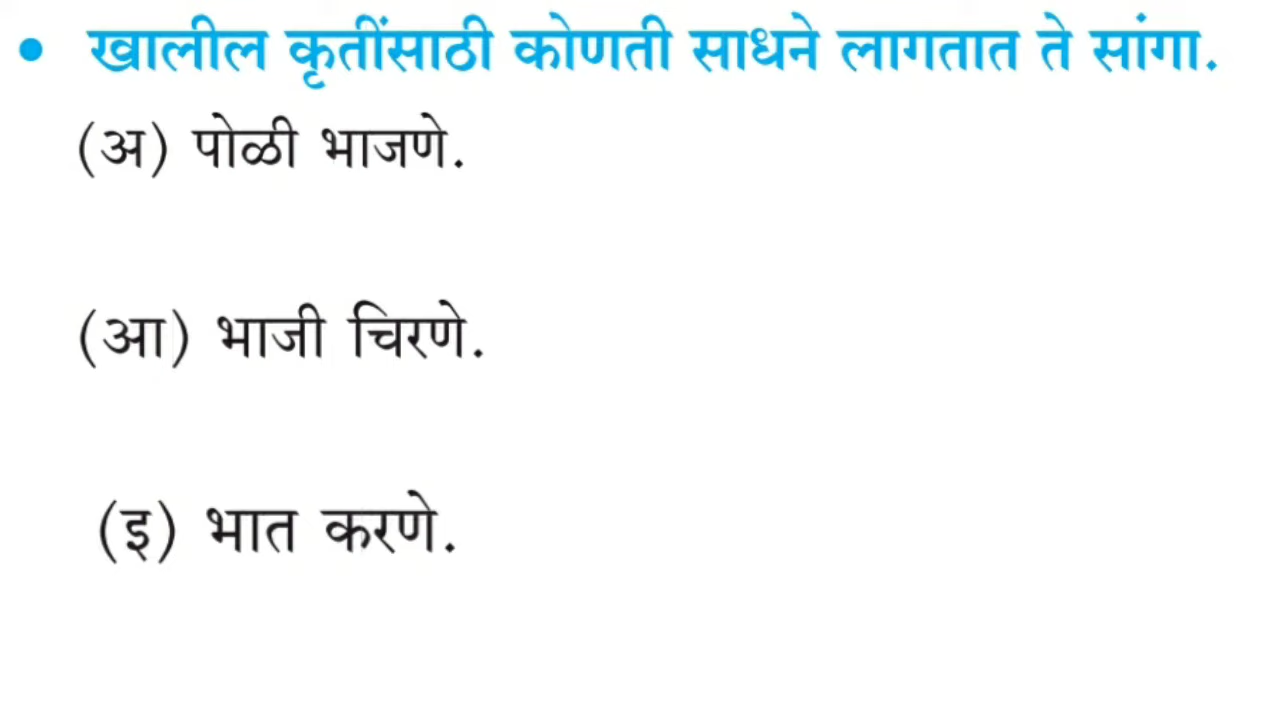 • खालील कृतींसाठी कोणती साधने लागतात ते सांगा.
(अ) पोळी भाजणे.
(आ) भाजी चिरणे.
(इ) भात करणे.